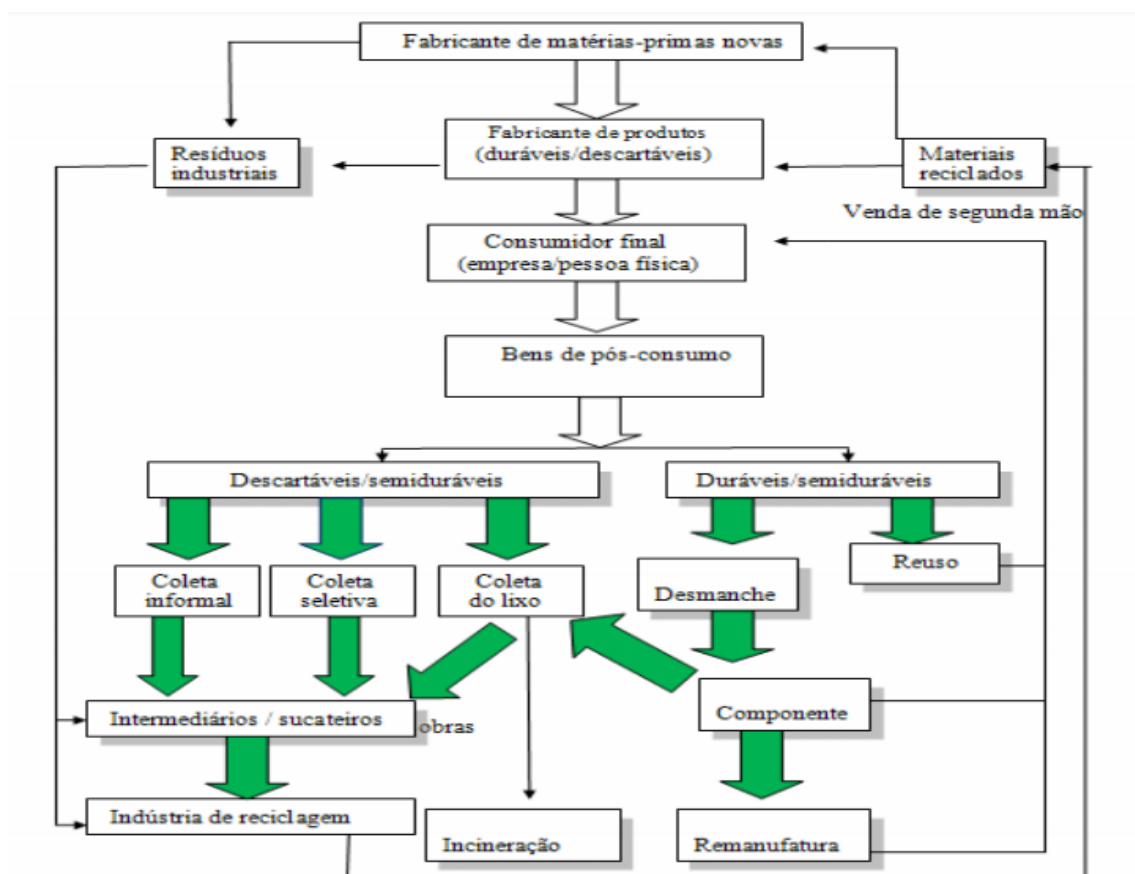 Fabricante de matérias-primas novas
Fabricante de produtos
(duráveis/descartáveis)
Resíduos
industriais
Materiais
reciclados
Venda de segunda mão
Consumidor final
(empresa/pessoa física)
Bens de pós-consumo
Descartáveis/semiduráveis
Duráveis/semiduráveis
Coleta
informal
Coleta
seletiva
Coleta
do lixo
Desmanche
Reuso
Intermediários / sucateiros
obras
Componente
Indústria de reciclagem
Incineração
Remanufatura